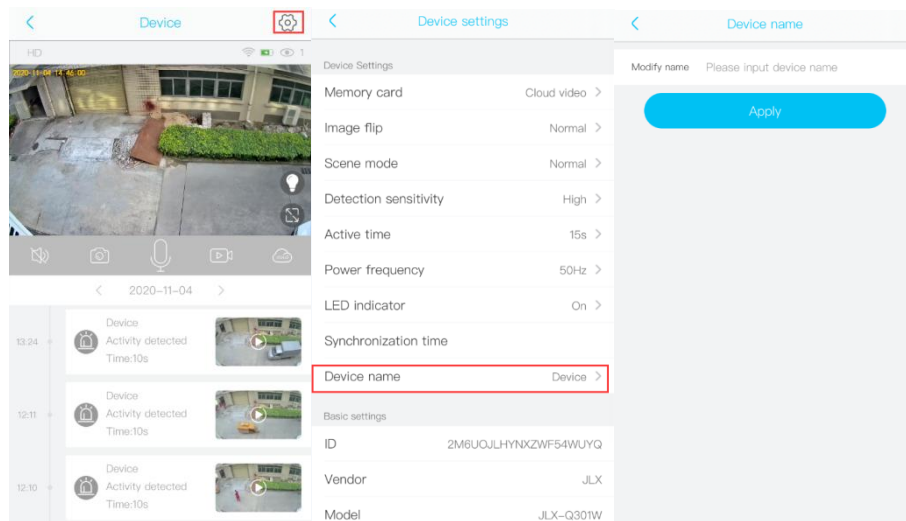 Device
HD
1
2020-11-04 14:46:00
2020-11-04
13:24
Device
Activity detected
Time:10s
12:11
Device
Activity detected
Time:10s
12:10
Device
Activity detected
Time:10s
Device settings
Device Settings
Memory card Cloud video
Image flip Normal
Scene mode Normal
Detection sensitivity High
Active time 15s
Power frequency 50Hz
LED indicator On
Synchronization time
Device name Device
Basic settings
ID 2M6UOJLHYNXZWF54WUYQ
Vendor JLX
Model JLX-Q301W
Device name
Modify name Please input device name
Apply